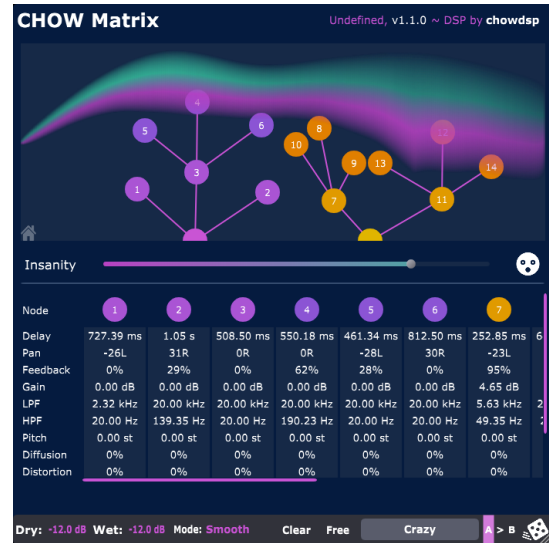 CHOW Matrix
Undefined, v1.1.0 ~ DSP by chowdsp
4
5
6
8
12
10
3
9
13
14
1
2
7
11
Insanity
Node 1 2 3 4 5 6 7
Delay 727.39 ms 1.05 s 508.50 ms 550.18 ms 461.34 ms 812.50 ms 252.85 ms 6
Pan -26L 31R 0R 0R -28L 30R -23L
Feedback 0% 29% 0% 62% 28% 0% 95%
Gain 0.00 dB 0.00 dB 0.00 dB 0.00 dB 0.00 dB 0.00 dB 4.65 dB
LPF 2.32 kHz 20.00 kHz 20.00 kHz 20.00 kHz 20.00 kHz 20.00 kHz 5.63 kHz 2
HPF 20.00 Hz 139.35 Hz 20.00 Hz 190.23 Hz 20.00 Hz 20.00 Hz 49.35 Hz
Pitch 0.00 st 0.00 st 0.00 st 0.00 st 0.00 st 0.00 st 0.00 st
Diffusion 0% 0% 0% 0% 0% 0% 0%
Distortion 0% 0% 0% 0% 0% 0% 0%
Dry: -12.0 dB Wet: -12.0 dB Mode: Smooth Clear Free Crazy A > B